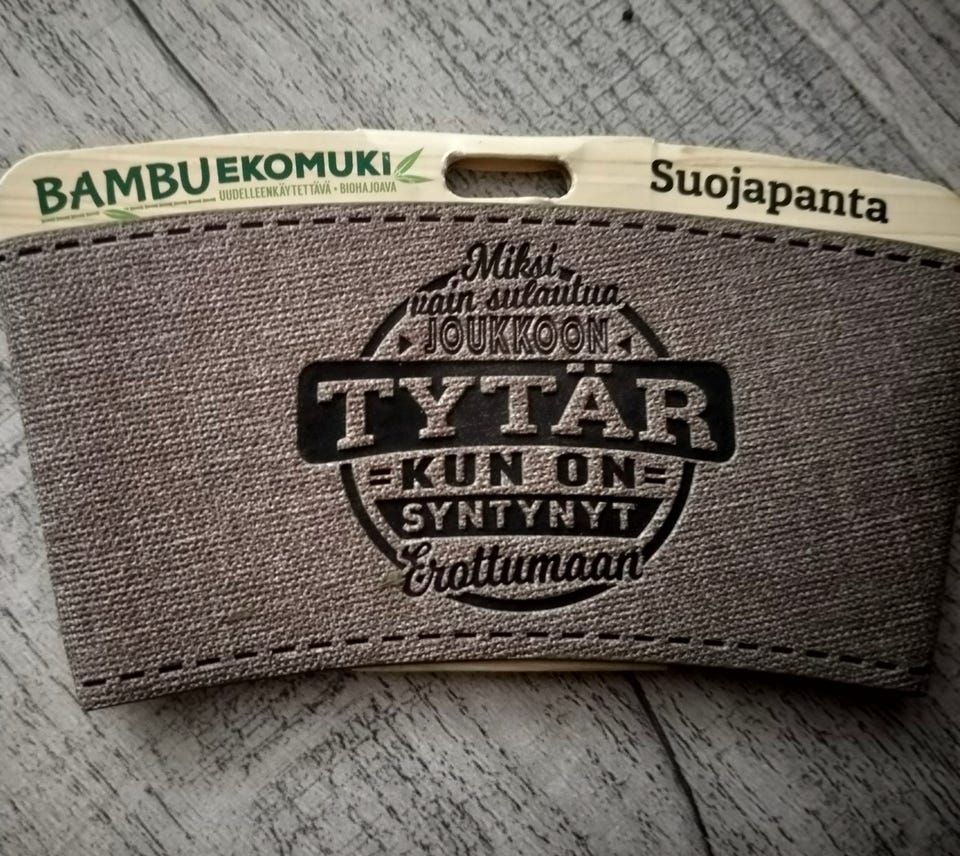 BAMBU EKOMUKI
UUDELLEENKÄYTETTÄVÄ • BIOHAJOAVA
Suojapanta
Miksi
vain sulautua
JOUKKOON
TYTÄR
=KUN ON=
SYNTYNYT
Erottumaan